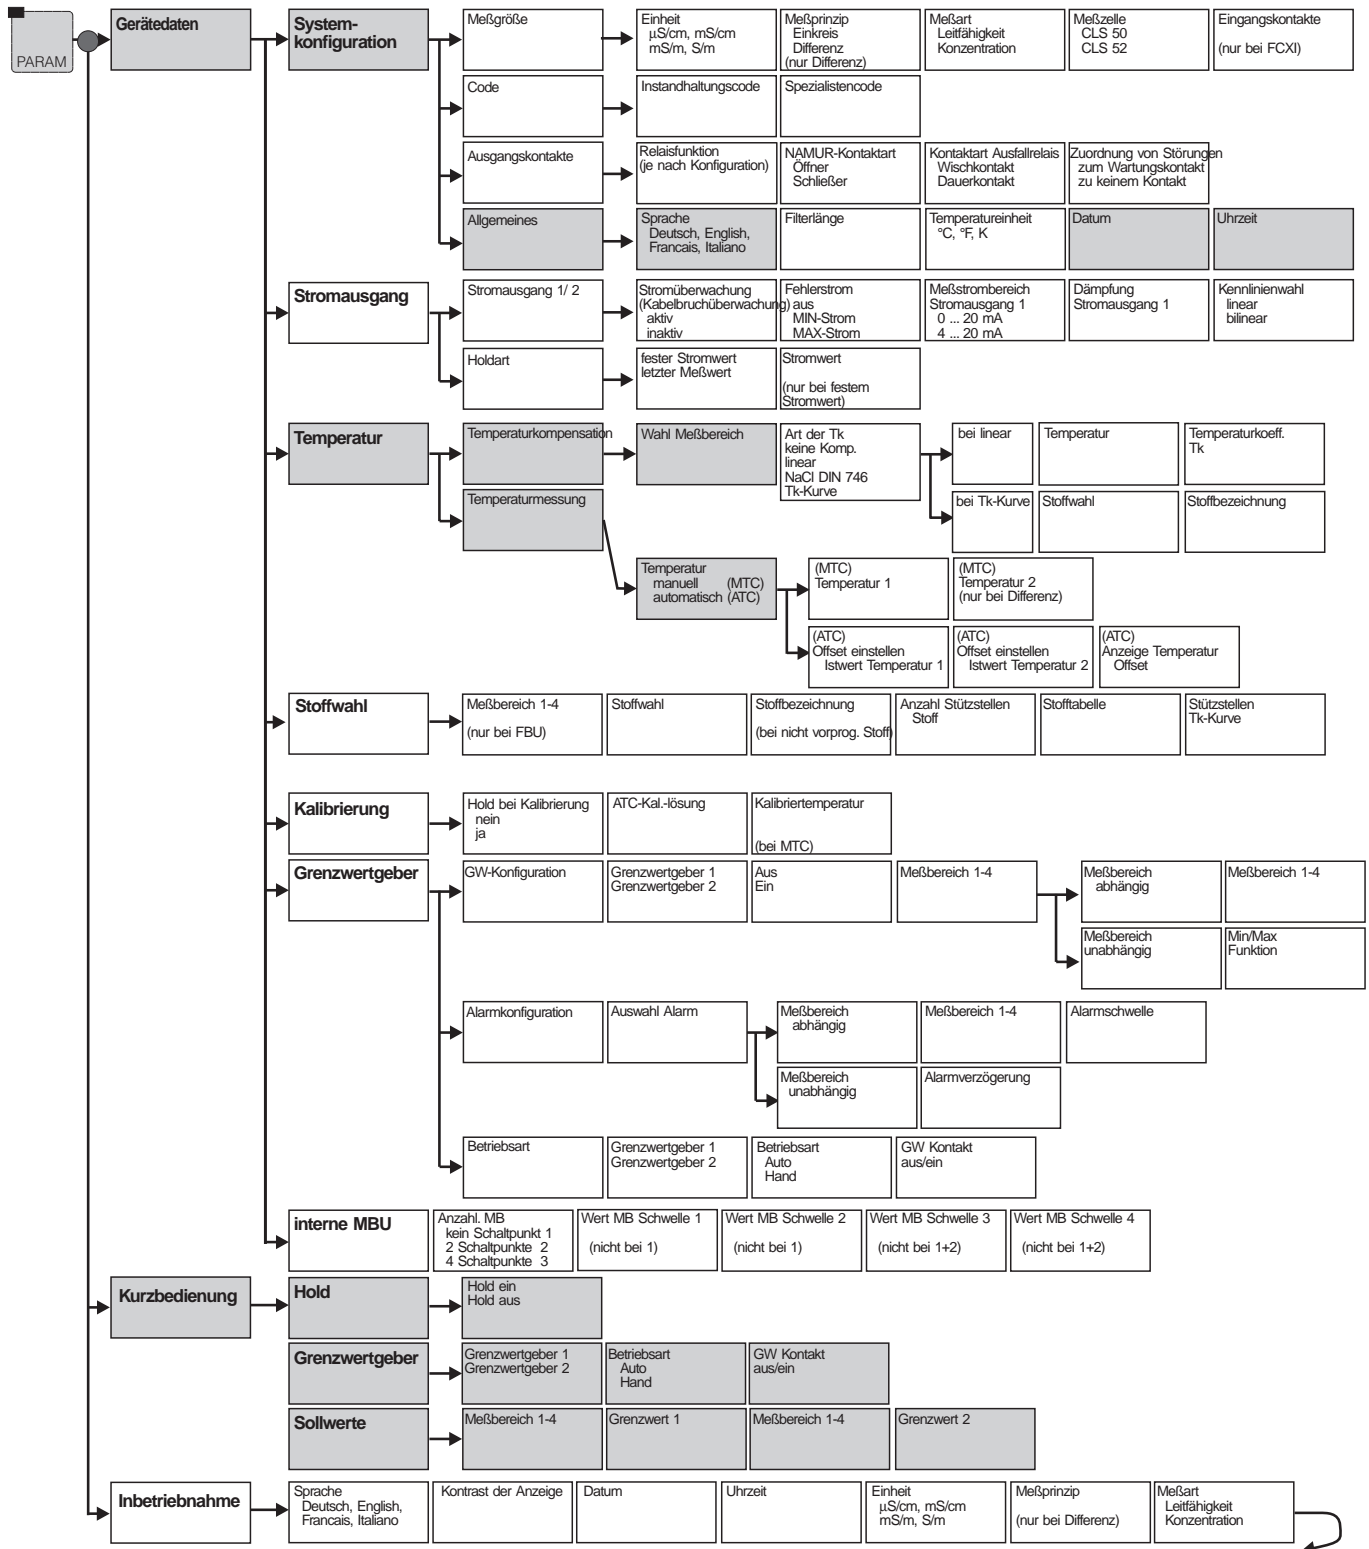 PARAM
Gerätedaten
System-
konfiguration
Meßgröße
Einheit
µS/cm, mS/cm
mS/m, S/m
Meßprinzip
Einkreis
Differenz
(nur Differenz)
Meßart
Leitfähigkeit
Konzentration
Meßzelle
CLS 50
CLS 52
Eingangskontakte
(nur bei FCXI)
Code
Instandhaltungscode
Spezialistencode
Ausgangskontakte
Relaisfunktion
(je nach Konfiguration)
NAMUR-Kontaktart
Öffner
Schließer
Kontaktart Ausfallrelais
Wischkontakt
Dauerkontakt
Zuordnung von Störungen
zum Wartungskontakt
zu keinem Kontakt
Allgemeines
Sprache
Deutsch, English,
Francais, Italiano
Filterlänge
Temperatureinheit
°C, °F, K
Datum
Uhrzeit
Stromausgang
Stromausgang 1/ 2
Stromüberwachung
(Kabelbruchüberwachung)
aktiv
inaktiv
Fehlerstrom
aus
MIN-Strom
MAX-Strom
Meßstrombereich
Stromausgang 1
0 ... 20 mA
4 ... 20 mA
Dämpfung
Stromausgang 1
Kennlinienwahl
linear
bilinear
Holdart
fester Stromwert
letzter Meßwert
Stromwert
(nur bei festem
Stromwert)
Temperatur
Temperaturkompensation
Wahl Meßbereich
Art der Tk
keine Komp.
linear
NaCl DIN 746
Tk-Kurve
bei linear
Temperatur
Temperaturkoeff.
Tk
bei Tk-Kurve
Stoffwahl
Stoffbezeichnung
Temperaturmessung
Temperatur
manuell (MTC)
automatisch (ATC)
(MTC)
Temperatur 1
(MTC)
Temperatur 2
(nur bei Differenz)
(ATC)
Offset einstellen
Istwert Temperatur 1
(ATC)
Offset einstellen
Istwert Temperatur 2
(ATC)
Anzeige Temperatur
Offset
Stoffwahl
Meßbereich 1-4
(nur bei FBU)
Stoffwahl
Stoffbezeichnung
(bei nicht vorprog. Stoff)
Anzahl Stützstellen
Stoff
Stofftabelle
Stützstellen
Tk-Kurve
Kalibrierung
Hold bei Kalibrierung
nein
ja
ATC-Kal.-lösung
Kalibriertemperatur
(bei MTC)
Grenzwertgeber
GW-Konfiguration
Grenzwertgeber 1
Grenzwertgeber 2
Aus
Ein
Meßbereich 1-4
Meßbereich
abhängig
Meßbereich 1-4
Meßbereich
unabhängig
Min/Max
Funktion
Alarmkonfiguration
Auswahl Alarm
Meßbereich
abhängig
Meßbereich 1-4
Alarmschwelle
Meßbereich
unabhängig
Alarmverzögerung
Betriebsart
Grenzwertgeber 1
Grenzwertgeber 2
Betriebsart
Auto
Hand
GW Kontakt
aus/ein
interne MBU
Anzahl. MB
kein Schaltpunkt 1
2 Schaltpunkte 2
4 Schaltpunkte 3
Wert MB Schwelle 1
(nicht bei 1)
Wert MB Schwelle 2
(nicht bei 1)
Wert MB Schwelle 3
(nicht bei 1+2)
Wert MB Schwelle 4
(nicht bei 1+2)
Kurzbedienung
Hold
Hold ein
Hold aus
Grenzwertgeber
Grenzwertgeber 1
Grenzwertgeber 2
Betriebsart
Auto
Hand
GW Kontakt
aus/ein
Sollwerte
Meßbereich 1-4
Grenzwert 1
Meßbereich 1-4
Grenzwert 2
Inbetriebnahme
Sprache
Deutsch, English,
Francais, Italiano
Kontrast der Anzeige
Datum
Uhrzeit
Einheit
µS/cm, mS/cm
mS/m, S/m
Meßprinzip
(nur bei Differenz)
Meßart
Leitfähigkeit
Konzentration